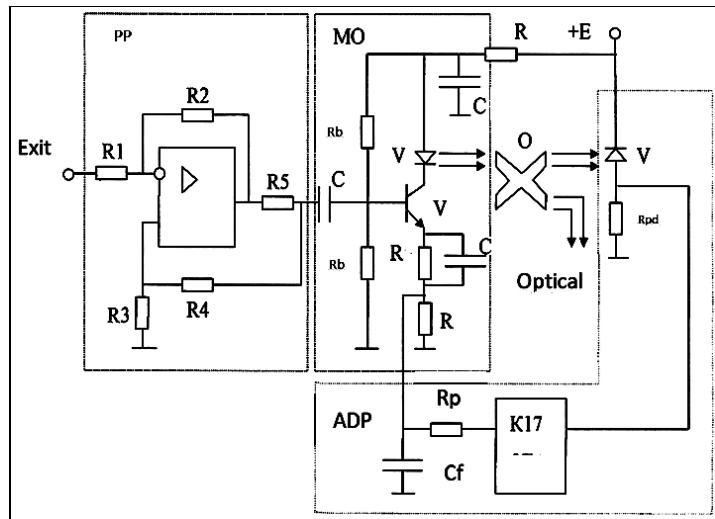 PP
MO
R
+E
R2
C
Rb
Exit
R1
V
O
V
R5
C
V
Rpd
Rb
R
C
R4
R3
Optical
R
Rp
K17
ADP
Cf